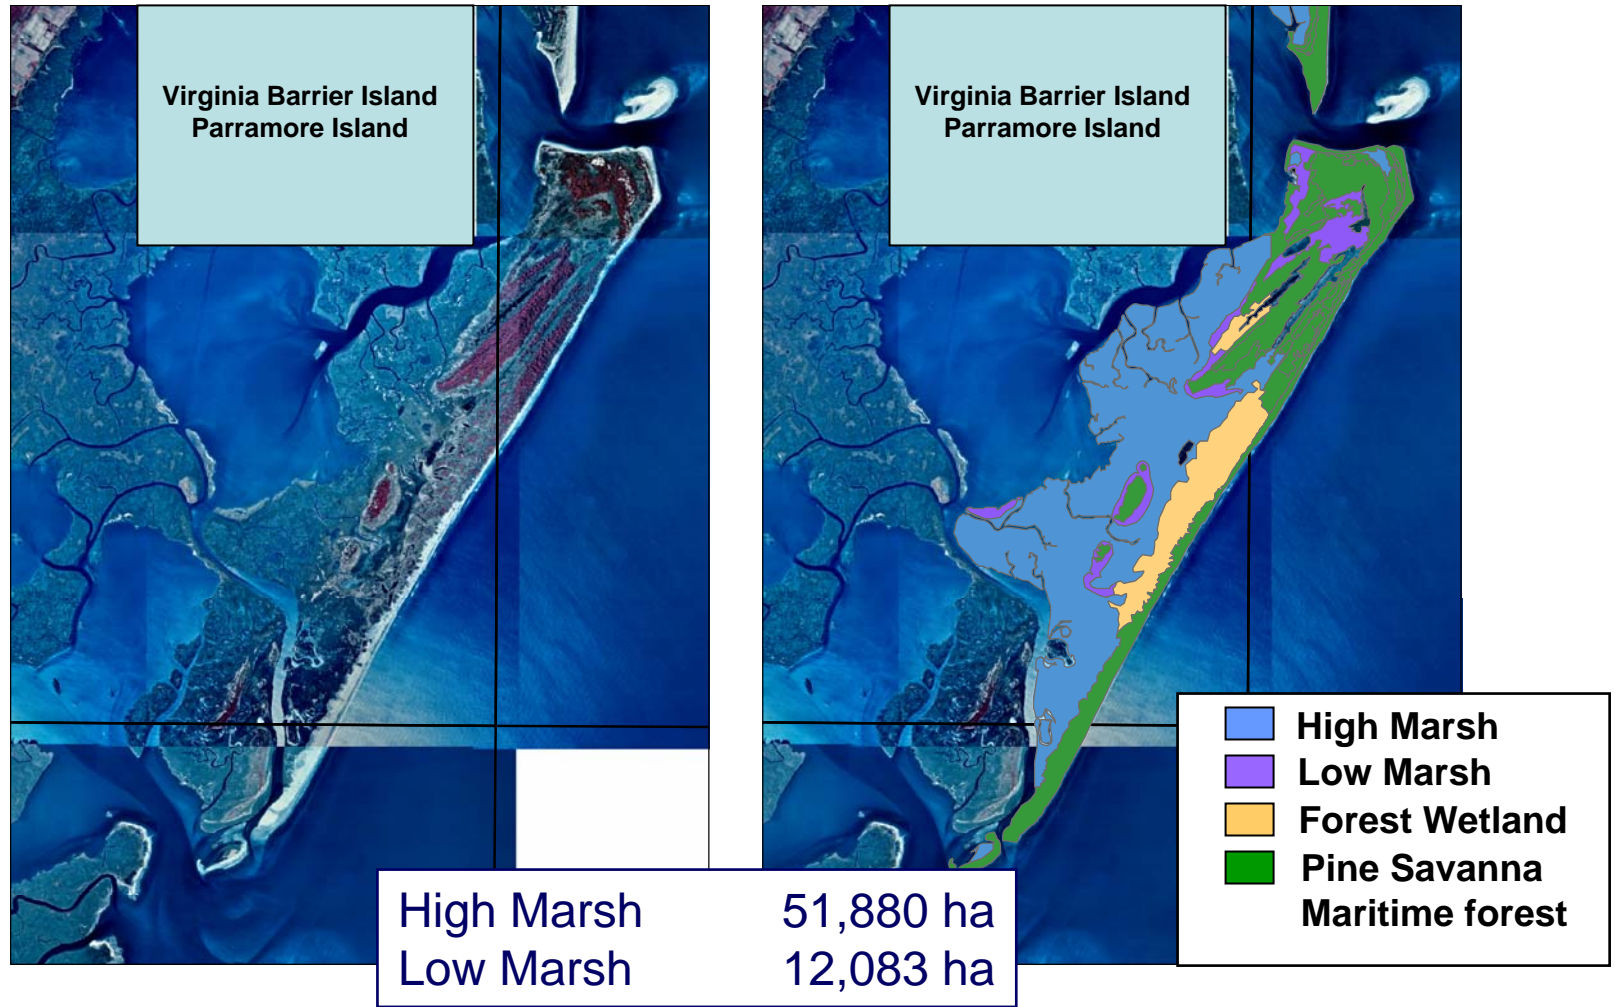 Virginia Barrier Island
Parramore Island
Virginia Barrier Island
Parramore Island
High Marsh
Low Marsh
Forest Wetland
Pine Savanna
Maritime forest
High Marsh 51,880 ha
Low Marsh 12,083 ha